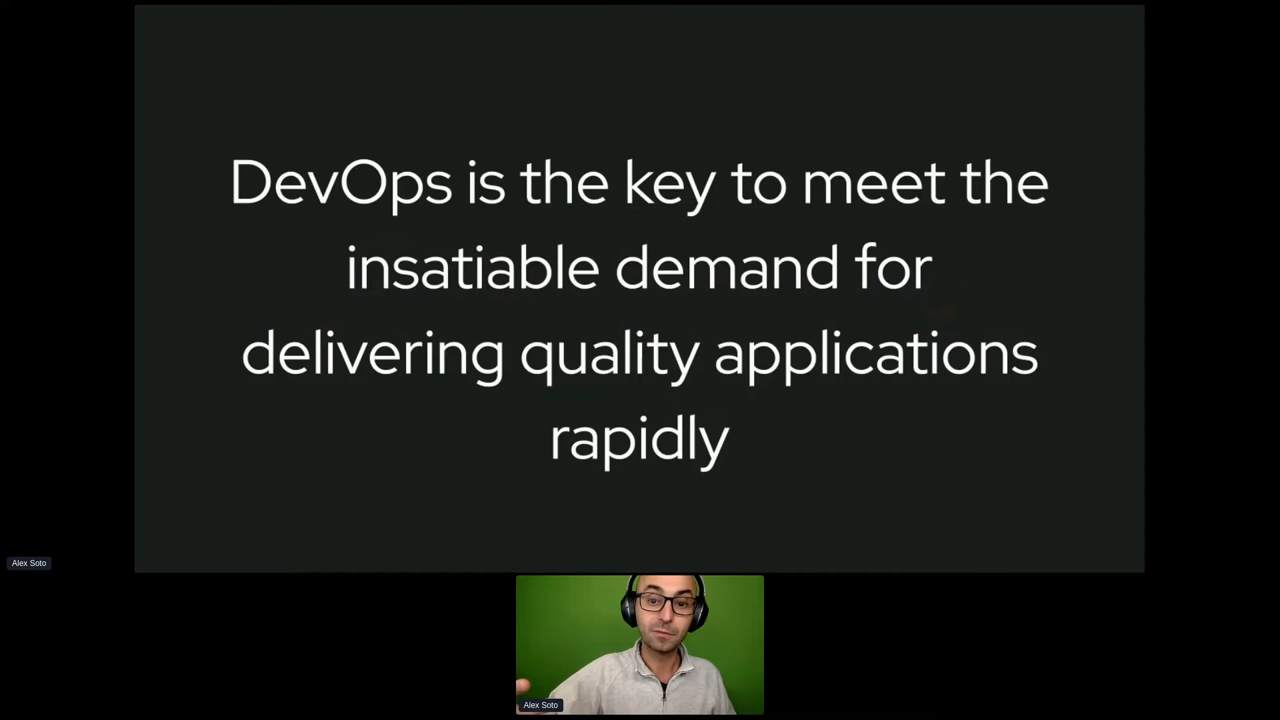 DevOps is the key to meet the
insatiable demand for
delivering quality applications
rapidly
Alex Soto
Alex Soto